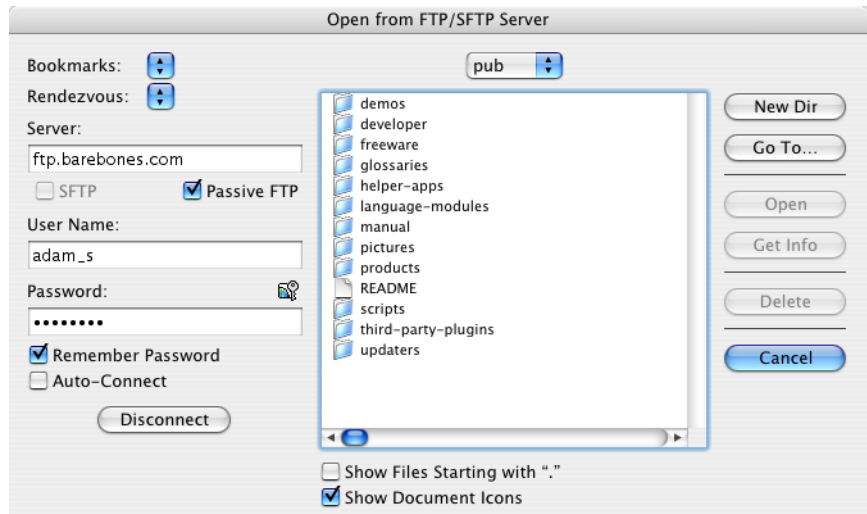 Open from FTP/SFTP Server
Bookmarks:
Rendezvous:
Server:
ftp.barebones.com
SFTP
Passive FTP
User Name:
adam_s
Password:
••••••••
Remember Password
Auto-Connect
Disconnect
pub
demos
developer
freeware
glossaries
helper-apps
language-modules
manual
pictures
products
README
scripts
third-party-plugins
updaters
Show Files Starting with “.”
Show Document Icons
New Dir
Go To...
Open
Get Info
Delete
Cancel